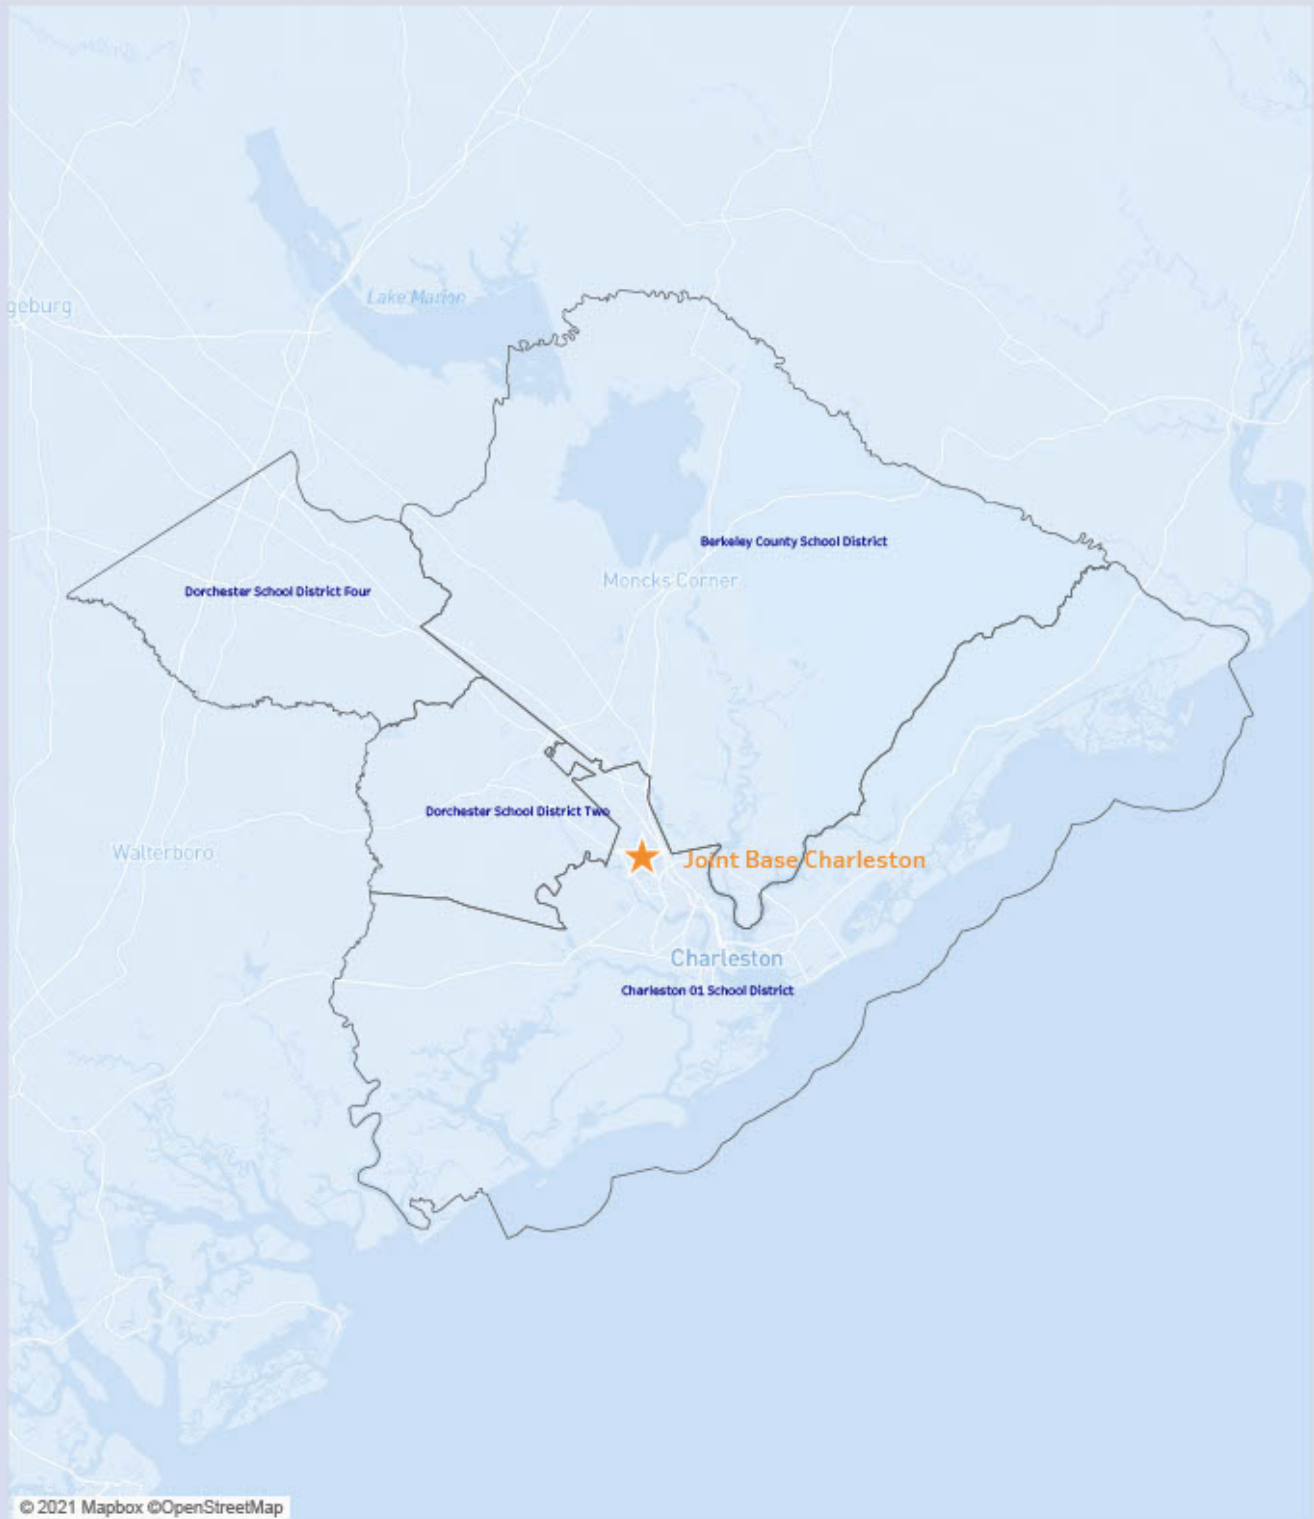 Lake Marion
geburg
Berkeley County School District
Moncks Corner
Dorchester School District Four
Dorchester School District Two
Walterboro
Joint Base Charleston
Charleston
Charleston 01 School District
© 2021 Mapbox ©OpenStreetMap